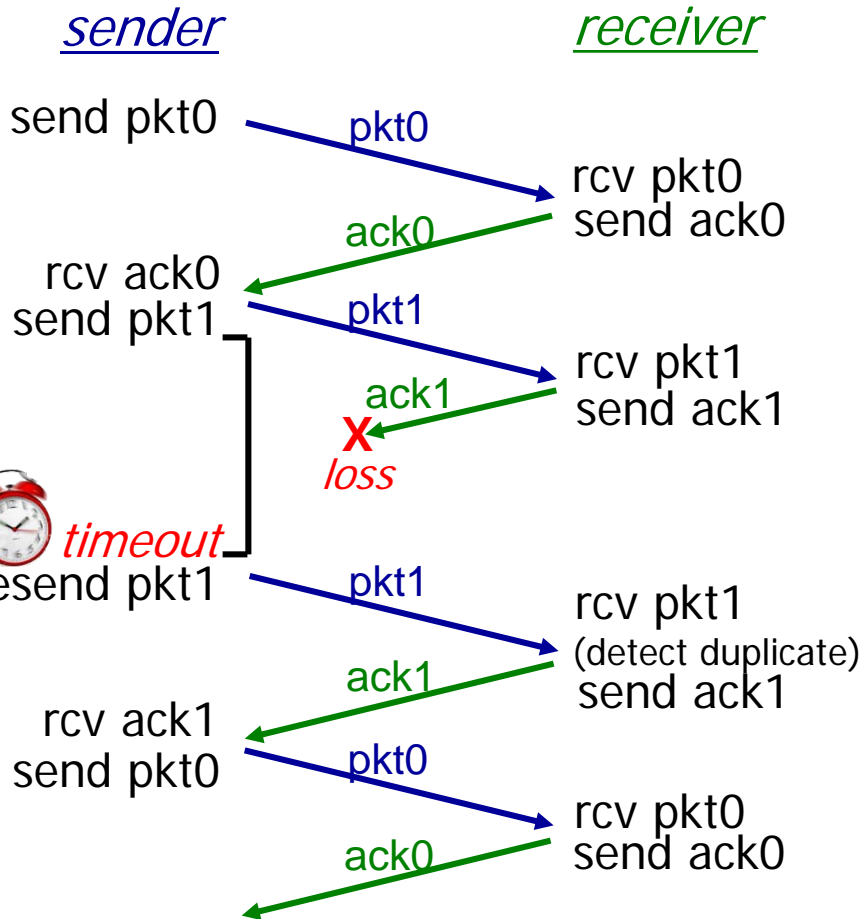 sender
receiver
send pkt0
pkt0
rcv pkt0
send ack0
ack0
rcv ack0
send pkt1
pkt1
rcv pkt1
send ack1
ack1
X
loss
timeout
esend pkt1
pkt1
rcv pkt1
(detect duplicate)
send ack1
ack1
rcv ack1
send pkt0
pkt0
rcv pkt0
send ack0
ack0